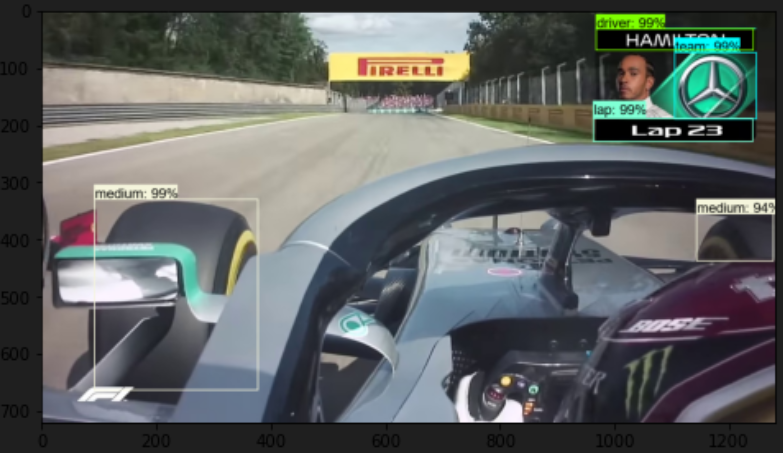 driver: 99%
HAMILTON
team: 99%
lap: 99%
Lap 23
PIRELLI
medium: 99%
medium: 94%
BOSE
F1
0
100
200
300
400
500
600
700
0
200
400
600
800
1000
1200